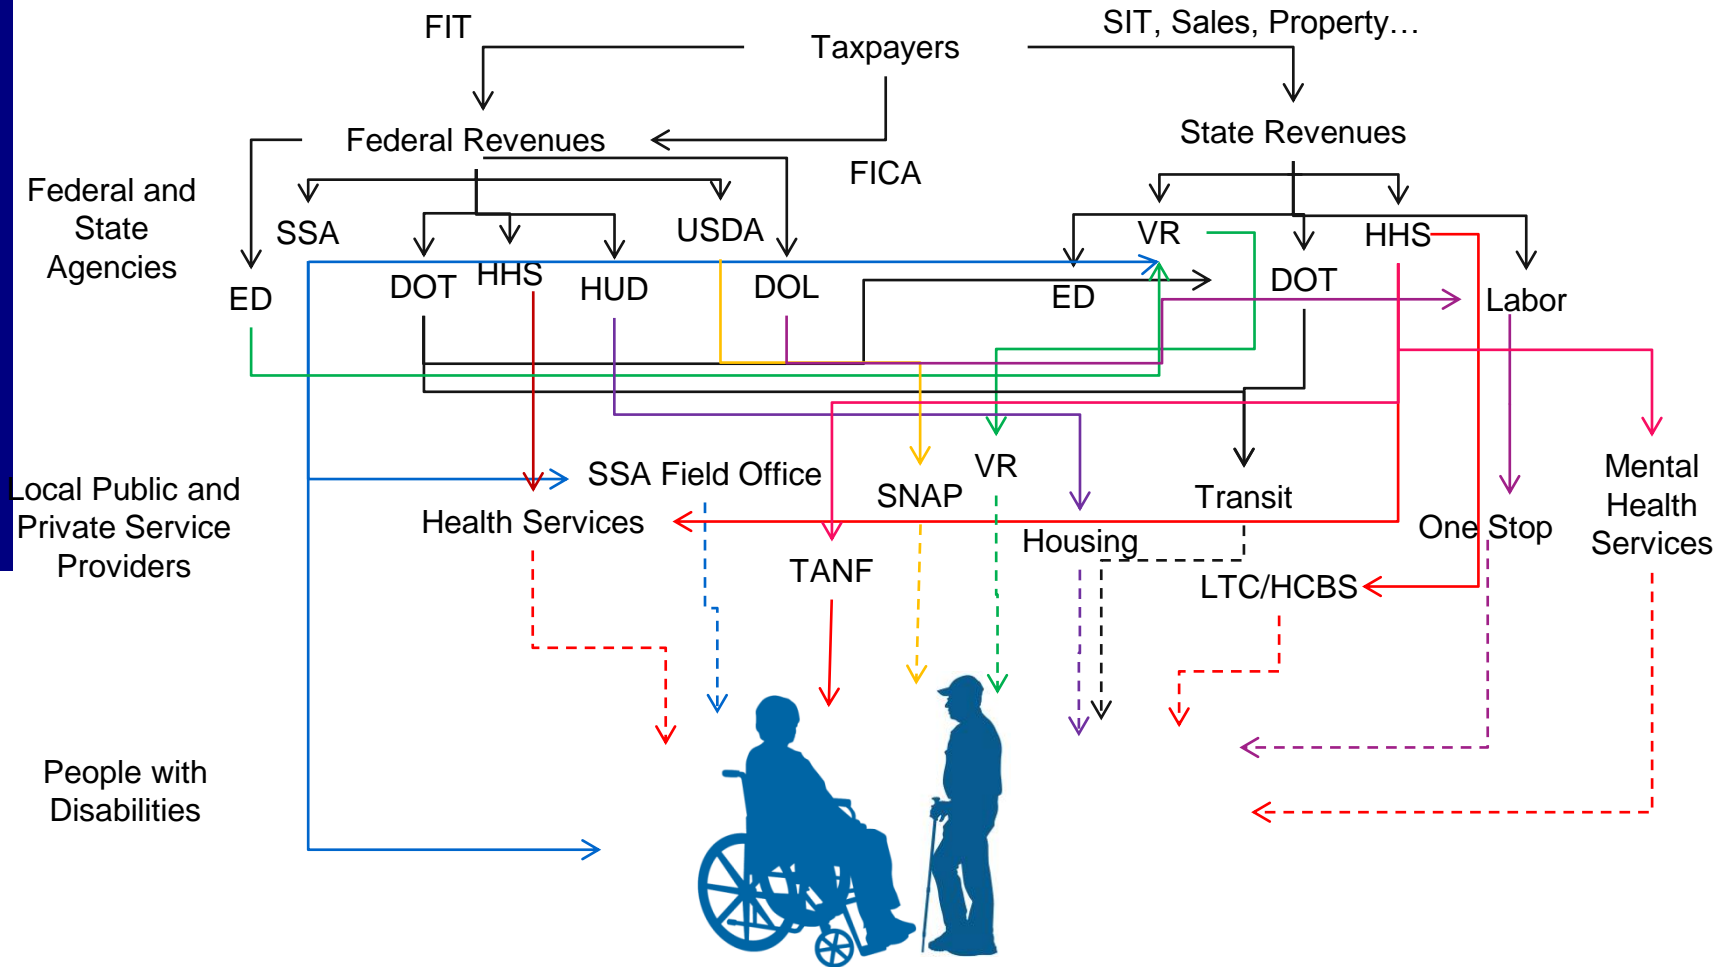 FIT
SIT, Sales, Property…
Taxpayers
Federal Revenues
State Revenues
FICA
Federal and
State
Agencies
SSA
USDA
VR
HHS
DOT
HHS
HUD
DOL
ED
ED
DOT
Labor
Local Public and
Private Service
Providers
Health Services
SSA Field Office
SNAP
VR
Transit
Mental
Health
Services
TANF
Housing
One Stop
LTC/HCBS
People with
Disabilities